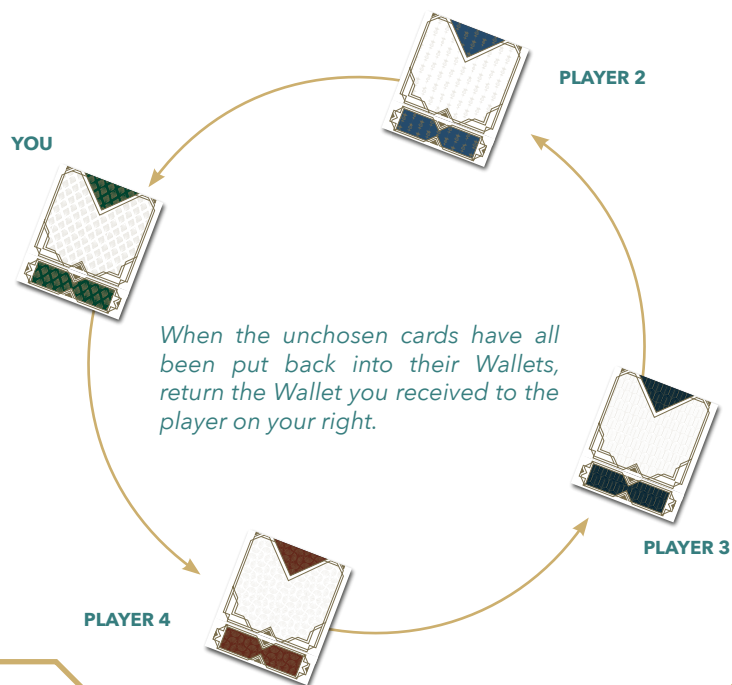 PLAYER 2
YOU
When the unchosen cards have all
been put back into their Wallets,
return the Wallet you received to the
player on your right.
PLAYER 3
PLAYER 4